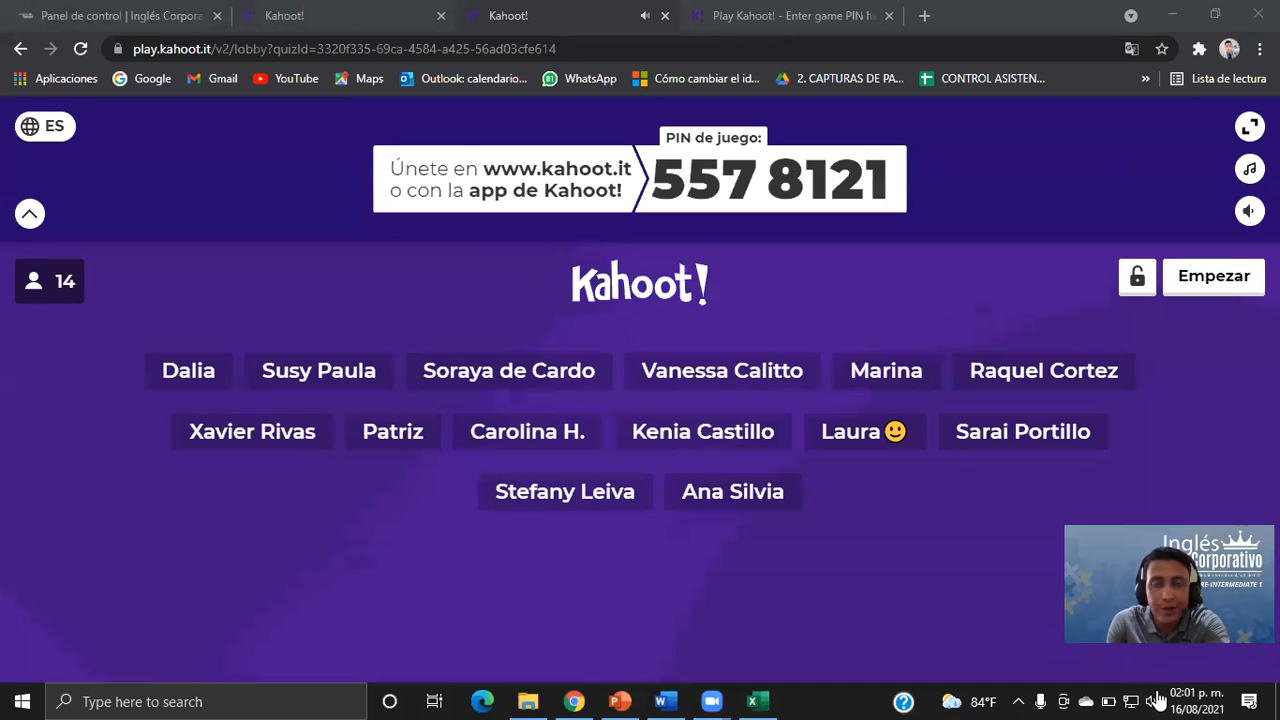 Panel de control | Inglés Corpora
Kahoot!
Kahoot!
Play Kahoot! - Enter game PIN h
play.kahoot.it/v2/lobby?quizId=3320f335-69ca-4584-a425-56ad03cfe614
Aplicaciones
Google
Gmail
YouTube
Maps
Outlook: calendario...
WhatsApp
Cómo cambiar el id...
2. CAPTURAS DE PA...
CONTROL ASISTEN...
»
Lista de lectura
ES
Únete en www.kahoot.it
o con la app de Kahoot!
PIN de juego:
557 8121
14
Kahoot!
Empezar
Dalia
Susy Paula
Soraya de Cardo
Vanessa Calitto
Marina
Raquel Cortez
Xavier Rivas
Patriz
Carolina H.
Kenia Castillo
Laura🙂
Sarai Portillo
Stefany Leiva
Ana Silvia
Inglés
Corporativo
RE-INTERMEDIATE 1
Type here to search
84°F
02:01 p. m.
16/08/2021